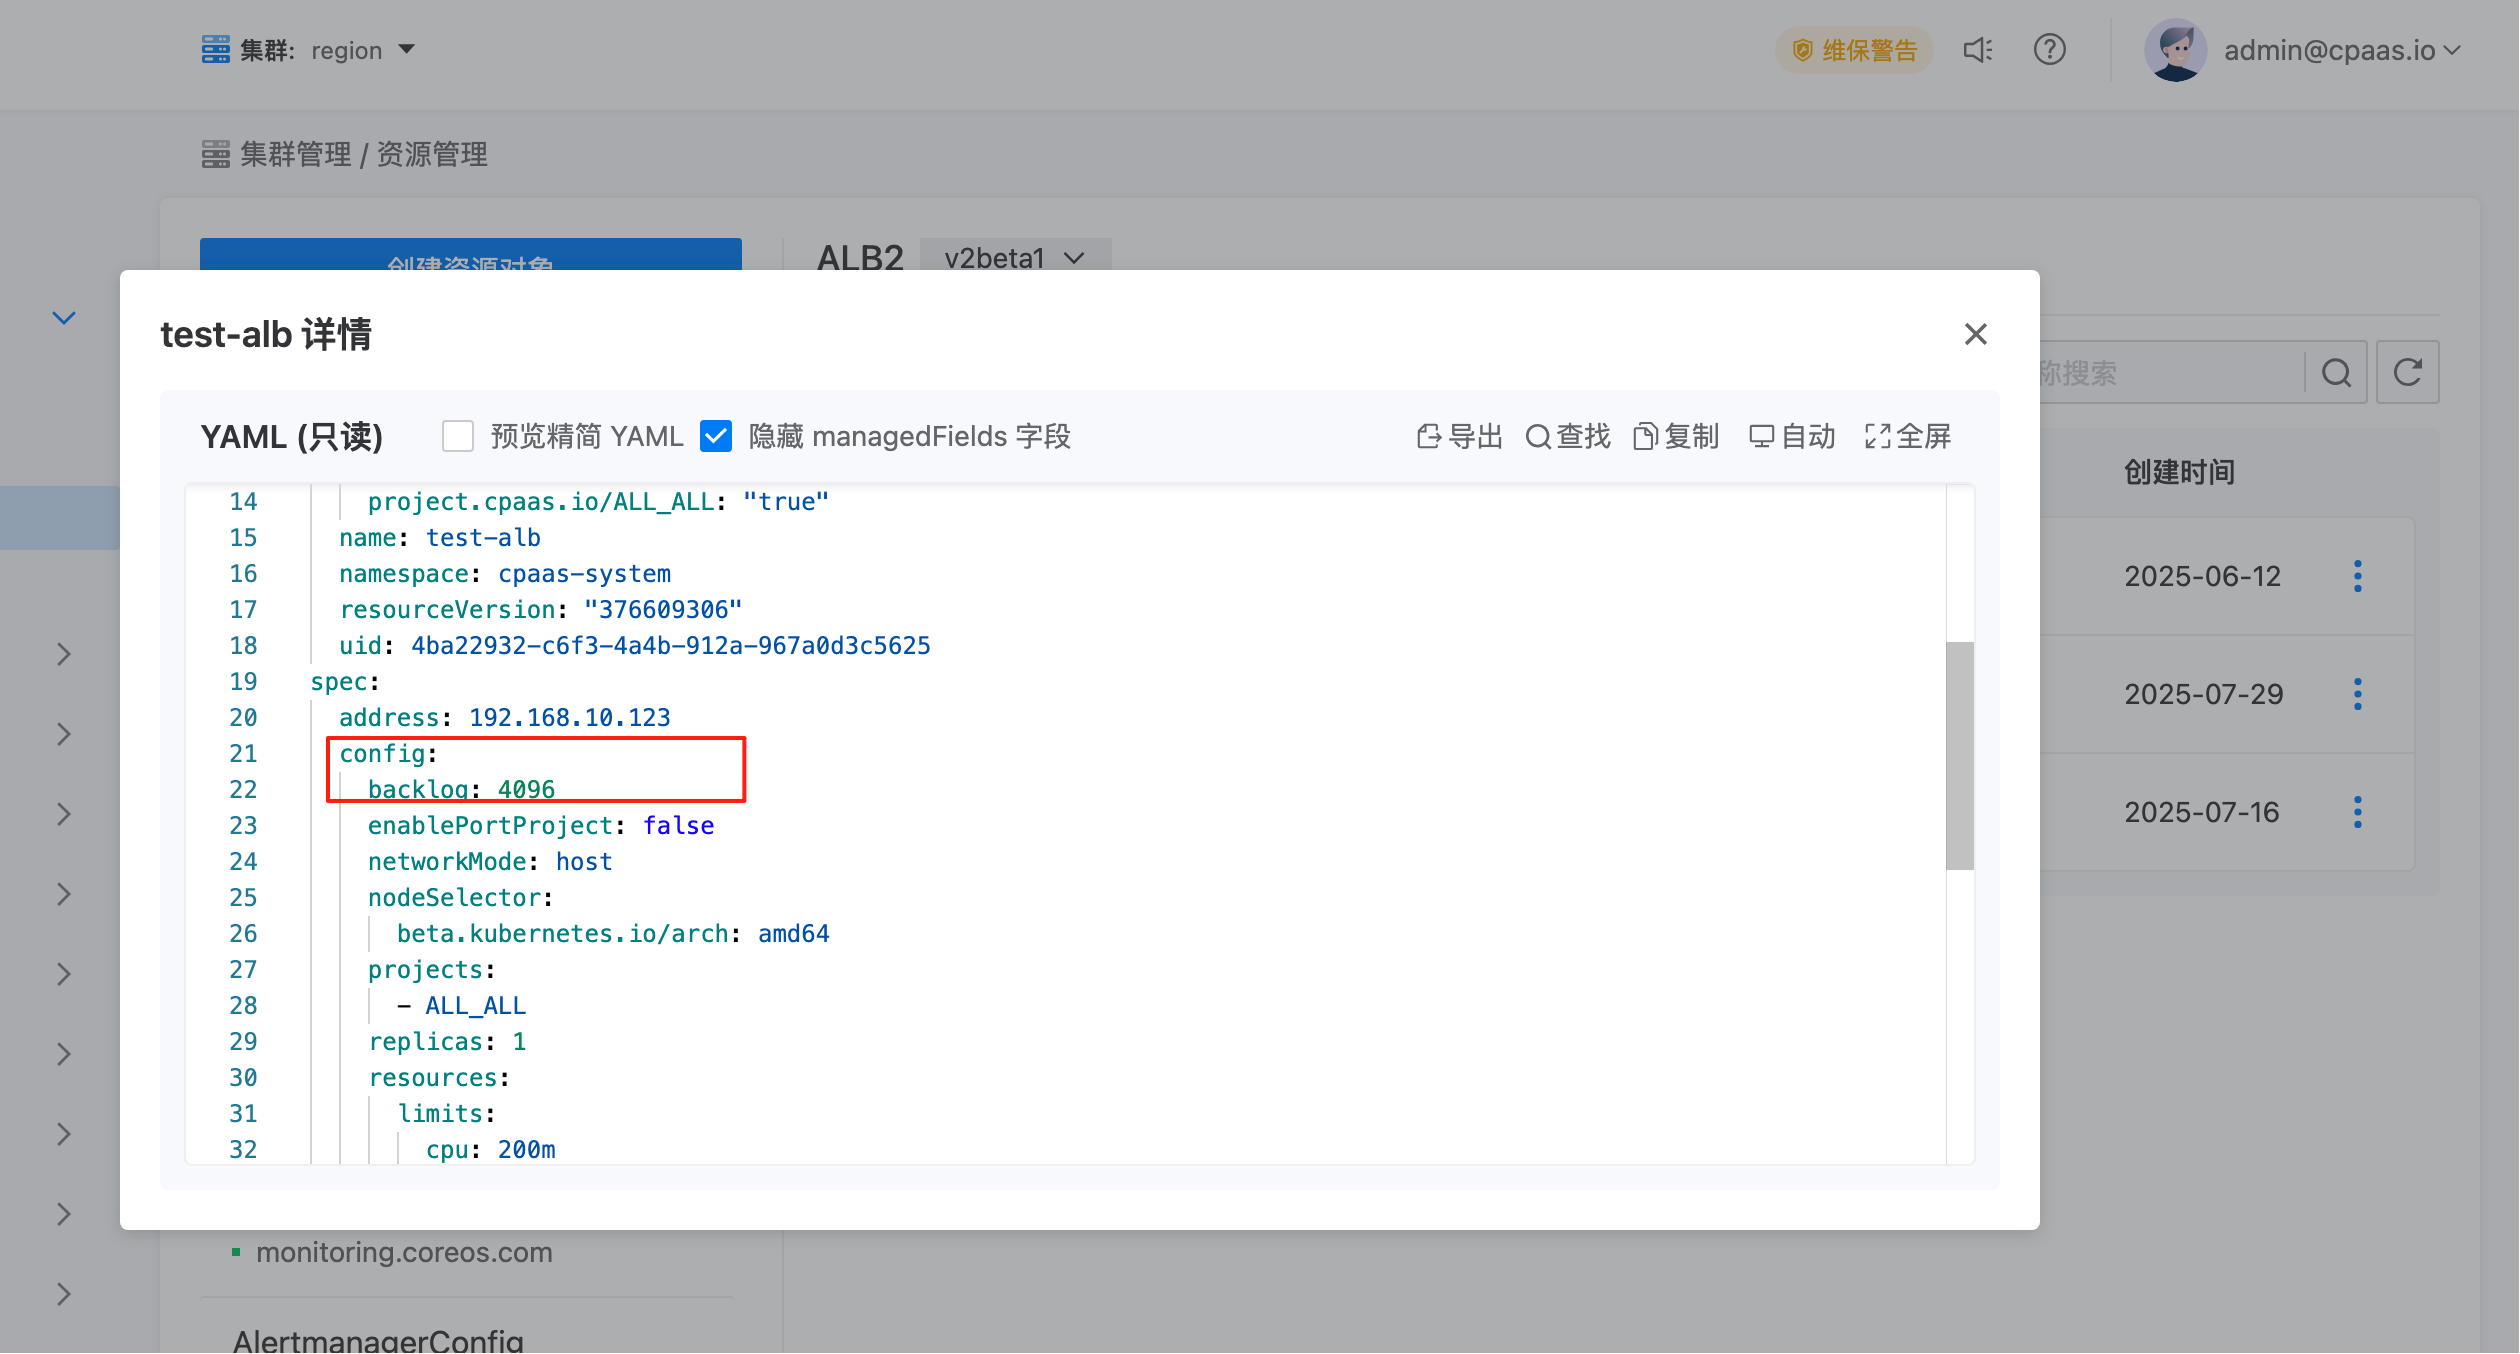 集群: region
维保警告
admin@cpaas.io
集群管理 / 资源管理
创建资源对象
ALB2 v2beta1
test-alb 详情
称搜索
YAML (只读) 预览精简 YAML 隐藏 managedFields 字段 导出 查找 复制 自动 全屏
创建时间
14 project.cpaas.io/ALL_ALL: "true"
15 name: test-alb
16 namespace: cpaas-system
17 resourceVersion: "376609306"
18 uid: 4ba22932-c6f3-4a4b-912a-967a0d3c5625
19 spec:
20 address: 192.168.10.123
21 config:
22 backlog: 4096
23 enablePortProject: false
24 networkMode: host
25 nodeSelector:
26 beta.kubernetes.io/arch: amd64
27 projects:
28 - ALL_ALL
29 replicas: 1
30 resources:
31 limits:
32 cpu: 200m
2025-06-12
2025-07-29
2025-07-16
monitoring.coreos.com
AlertmanagerConfig